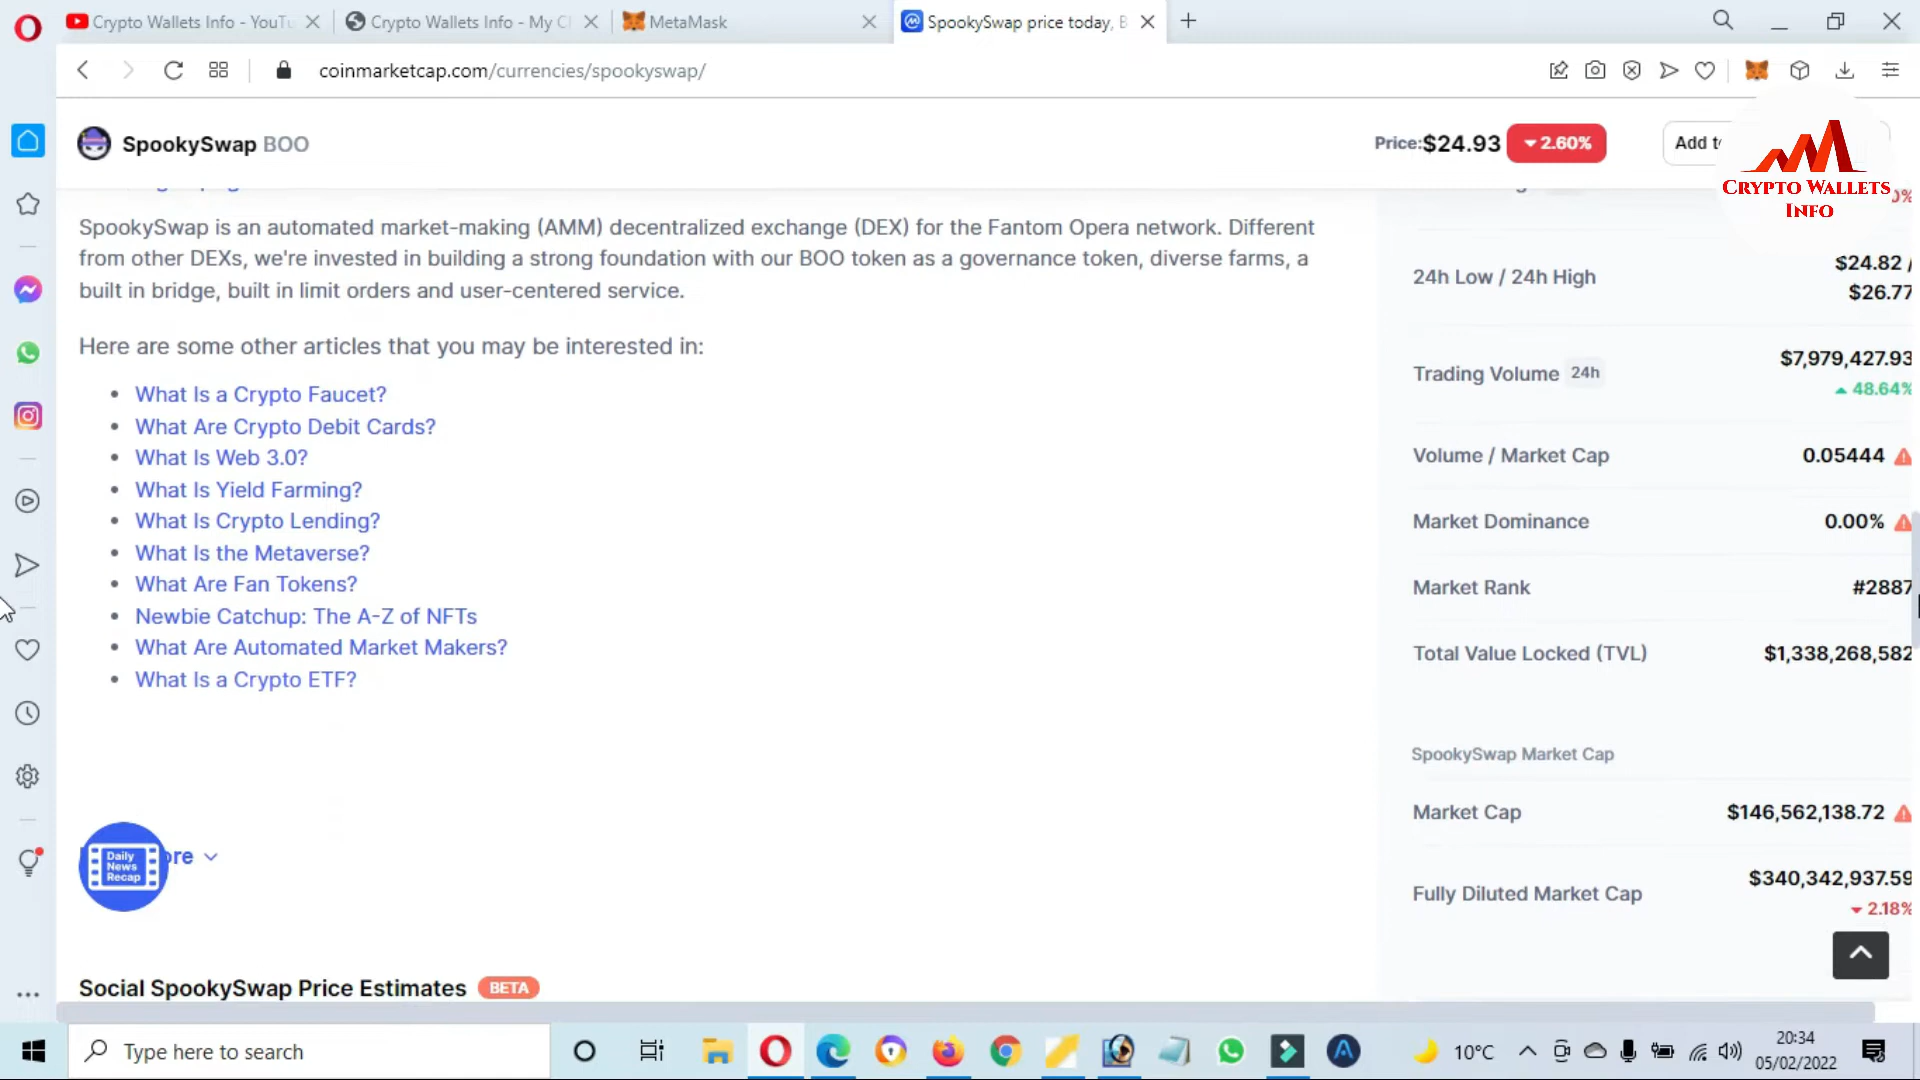 Crypto Wallets Info - YouTu
Crypto Wallets Info - My C
MetaMask
SpookySwap price today, B
coinmarketcap.com/currencies/spookyswap/
SpookySwap BOO
Price:$24.93
2.60%
Add to
CRYPTO WALLETS
INFO
0%
SpookySwap is an automated market-making (AMM) decentralized exchange (DEX) for the Fantom Opera network. Different
from other DEXs, we're invested in building a strong foundation with our BOO token as a governance token, diverse farms, a
built in bridge, built in limit orders and user-centered service.
Here are some other articles that you may be interested in:
What Is a Crypto Faucet?
What Are Crypto Debit Cards?
What Is Web 3.0?
What Is Yield Farming?
What Is Crypto Lending?
What Is the Metaverse?
What Are Fan Tokens?
Newbie Catchup: The A-Z of NFTs
What Are Automated Market Makers?
What Is a Crypto ETF?
Daily
News
Recap
ore
Social SpookySwap Price Estimates BETA
24h Low / 24h High
$24.82 /
$26.77
Trading Volume 24h
$7,979,427.93
48.64%
Volume / Market Cap
0.05444
Market Dominance
0.00%
Market Rank
#2887
Total Value Locked (TVL)
$1,338,268,582
SpookySwap Market Cap
Market Cap
$146,562,138.72
Fully Diluted Market Cap
$340,342,937.59
2.18%
Type here to search
10°C
20:34
05/02/2022